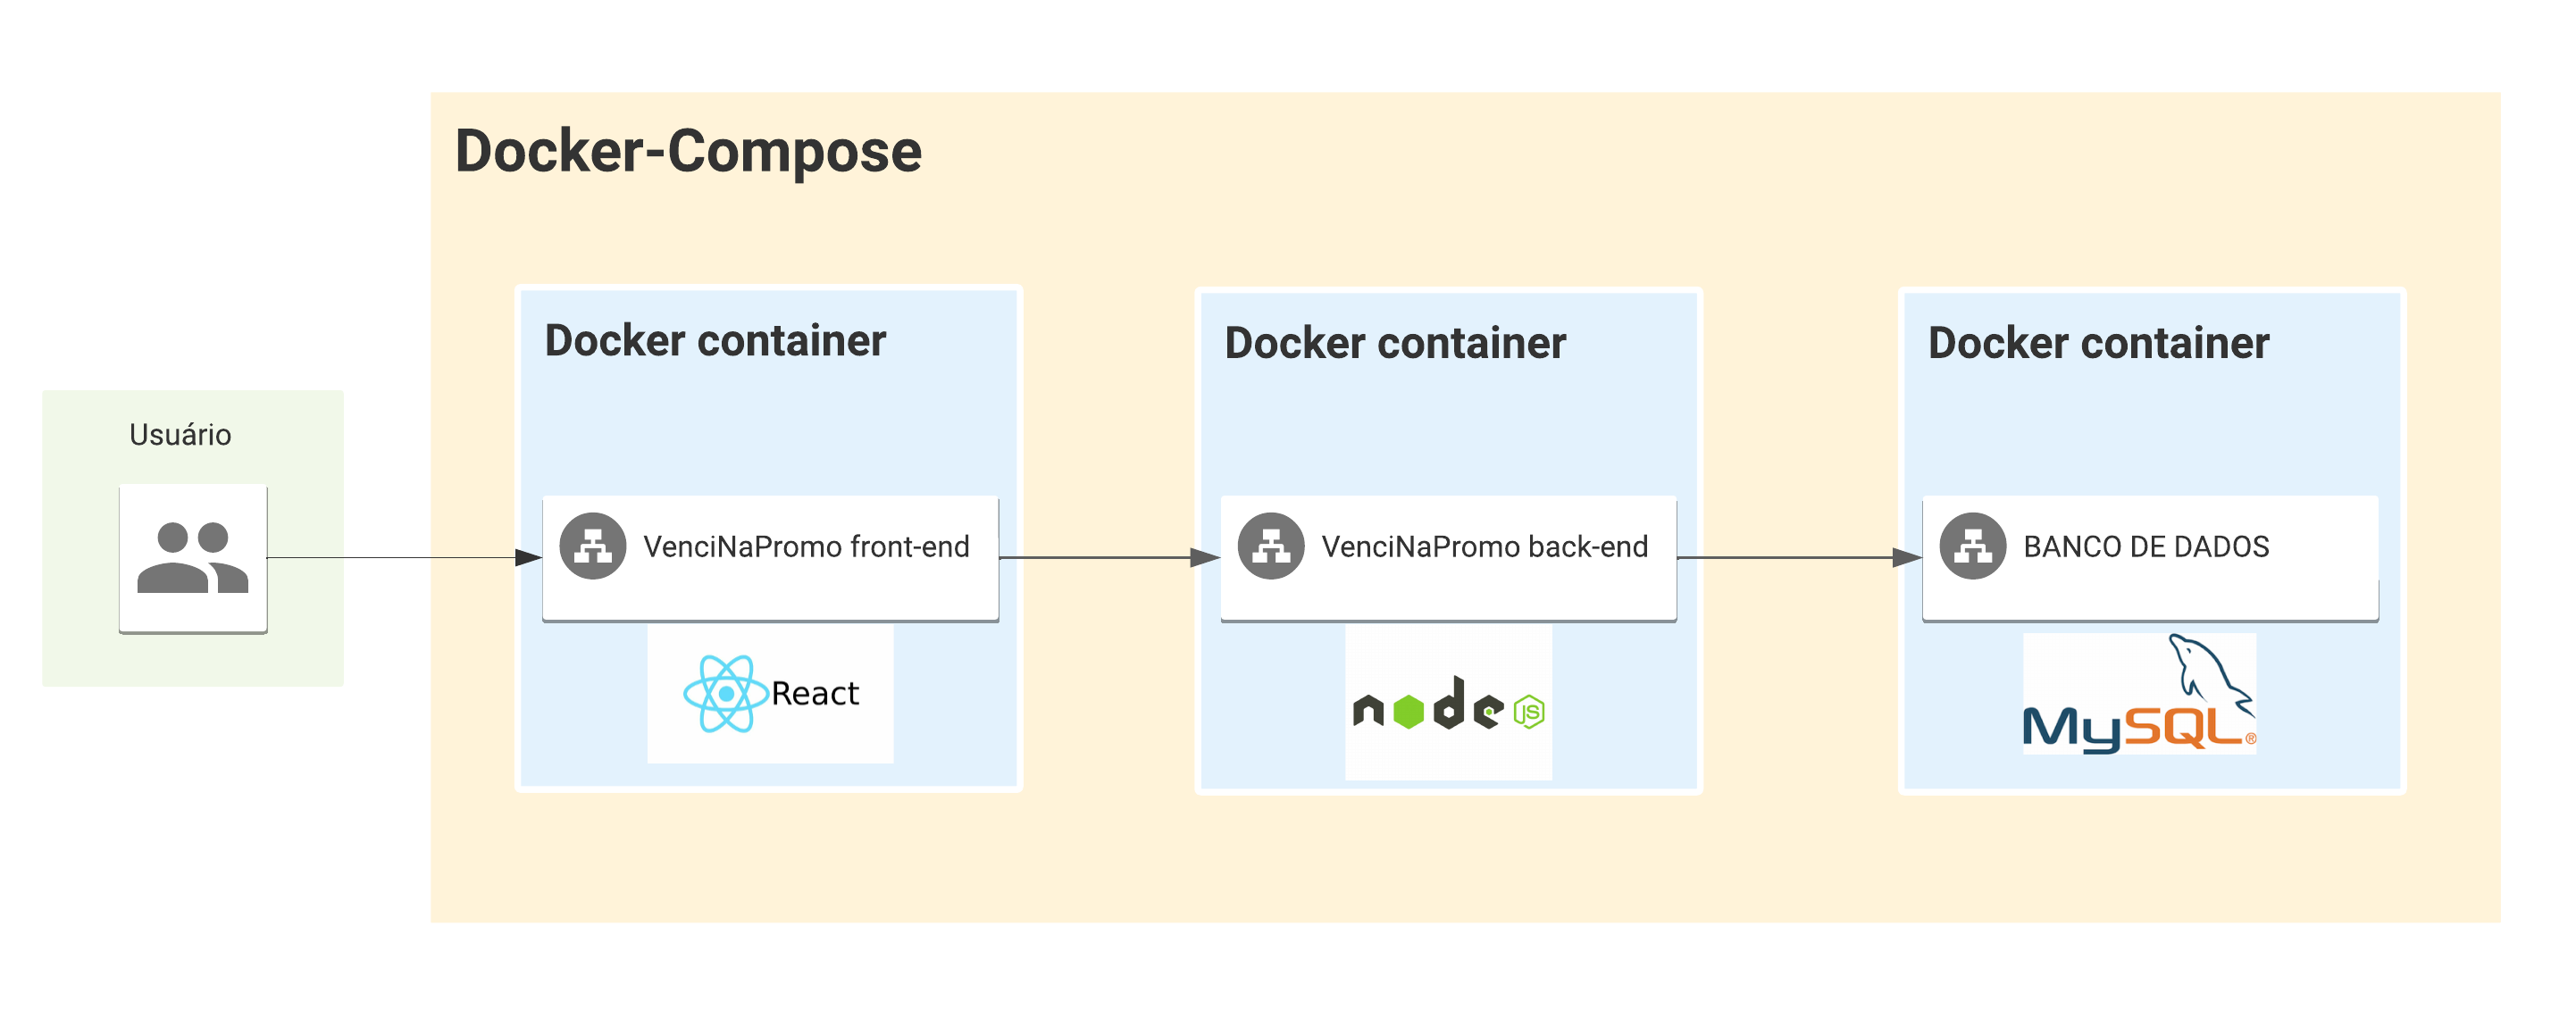 Docker-Compose
Usuário
Docker container
VenciNaPromo front-end
React
Docker container
VenciNaPromo back-end
node JS
Docker container
BANCO DE DADOS
MySQL®